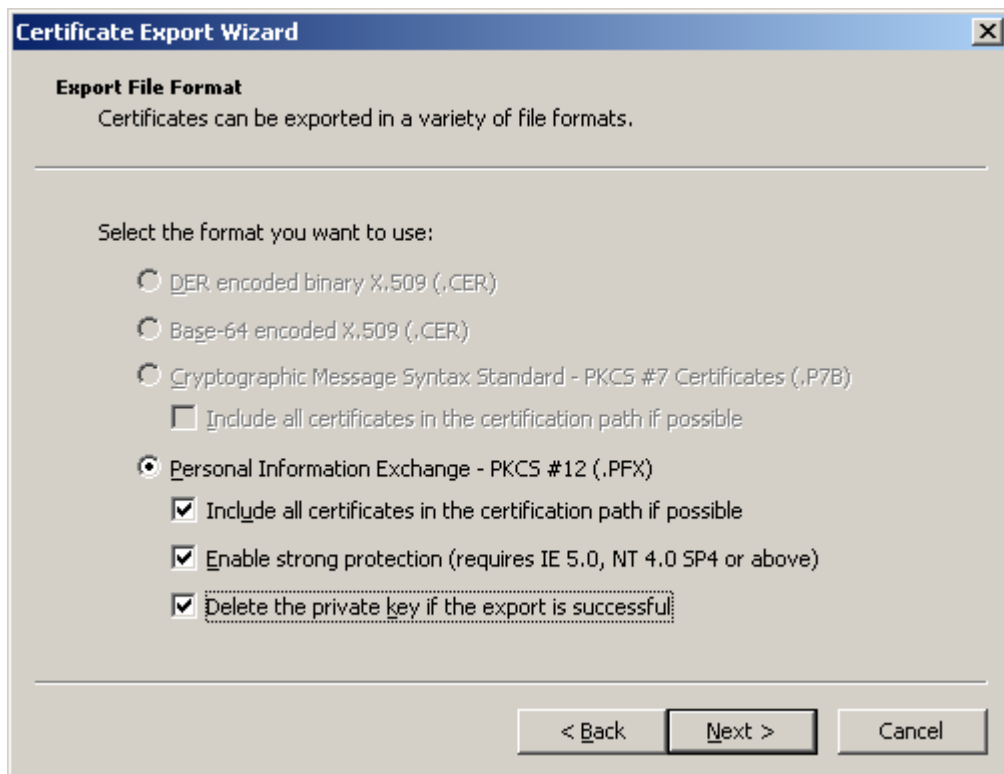 Certificate Export Wizard
Export File Format
Certificates can be exported in a variety of file formats.
Select the format you want to use:
DER encoded binary X.509 (.CER)
Base-64 encoded X.509 (.CER)
Cryptographic Message Syntax Standard - PKCS #7 Certificates (.P7B)
Include all certificates in the certification path if possible
Personal Information Exchange - PKCS #12 (.PFX)
Include all certificates in the certification path if possible
Enable strong protection (requires IE 5.0, NT 4.0 SP4 or above)
Delete the private key if the export is successful
< Back Next > Cancel